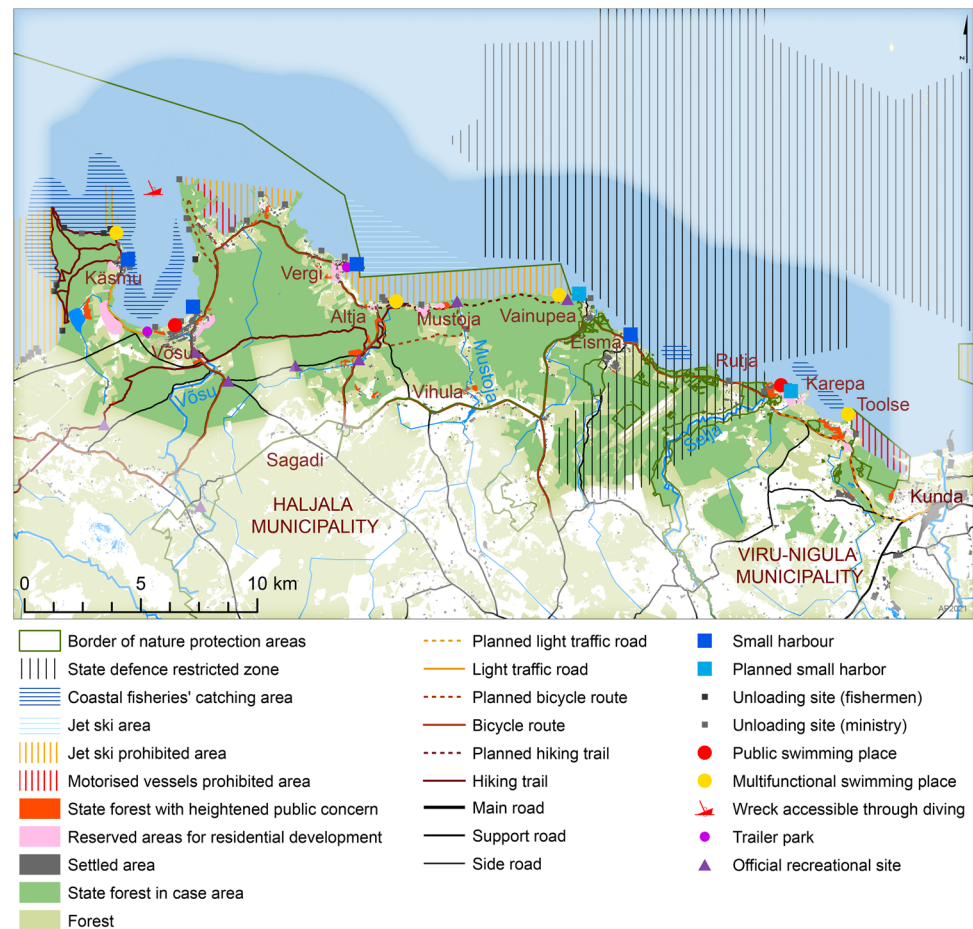 N
Käsmu
Vergi
Altja
Mustoja
Vainupea
Eisma
Rutja
Karepa
Toolse
Võsu
Võsu
Vihula
Mustoja
Selja
Sagadi
Kunda
HALJALA
MUNICIPALITY
VIRU-NIGULA
MUNICIPALITY
0 5 10 km
AP2021
Border of nature protection areas
State defence restricted zone
Coastal fisheries' catching area
Jet ski area
Jet ski prohibited area
Motorised vessels prohibited area
State forest with heightened public concern
Reserved areas for residential development
Settled area
State forest in case area
Forest
Planned light traffic road
Light traffic road
Planned bicycle route
Bicycle route
Planned hiking trail
Hiking trail
Main road
Support road
Side road
Small harbour
Planned small harbor
Unloading site (fishermen)
Unloading site (ministry)
Public swimming place
Multifunctional swimming place
Wreck accessible through diving
Trailer park
Official recreational site